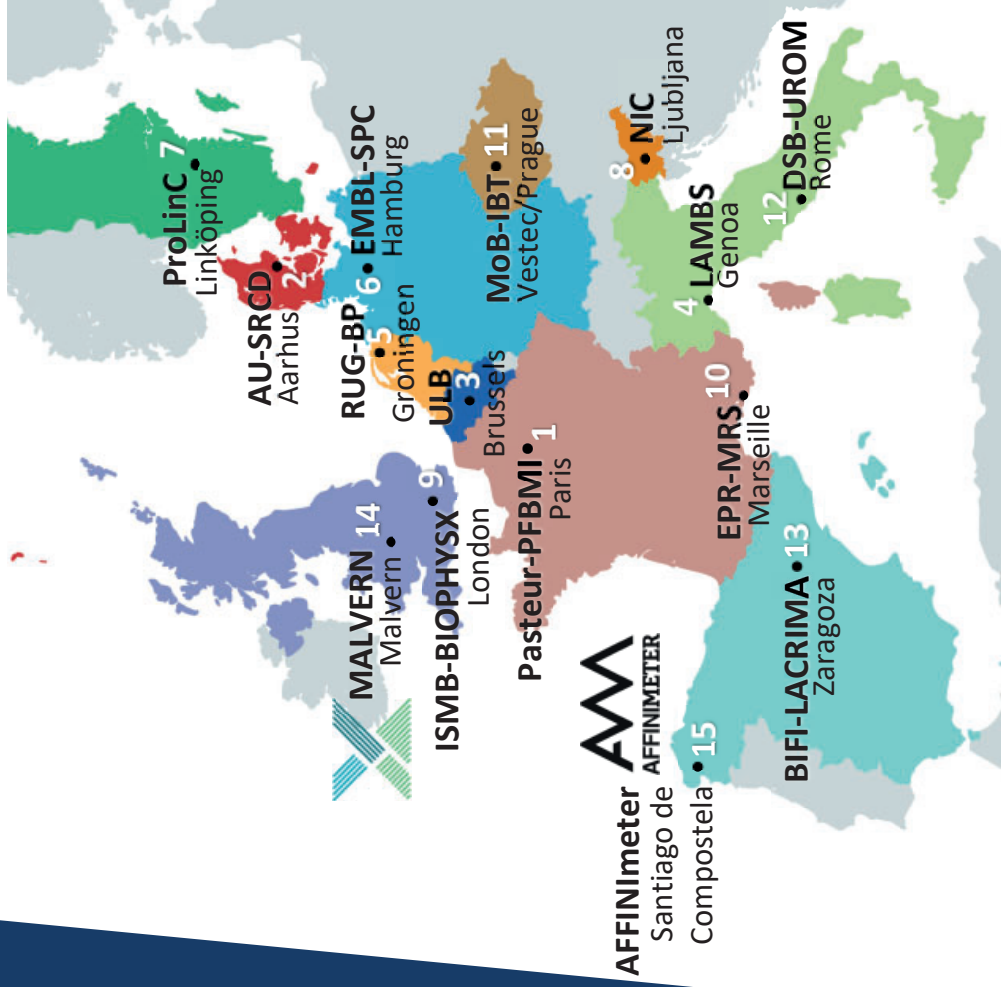 ProLinC 7
Linköping
AU-SRCD
2
Aarhus
RUG-BP
5
Groningen
6 EMBL-SPC
Hamburg
ULB
3
Brussels
MoB-IBT 11
Vestec/Prague
MALVERN 14
Malvern
ISMB-BIOPHYSX 9
London
Pasteur-PFBMI 1
Paris
8 NIC
Ljubljana
4 LAMBS
Genoa
12 DSB-UROM
Rome
EPR-MRS 10
Marseille
BIFI-LACRIMA 13
Zaragoza
AFFINImeter
Santiago de
Compostela
15
AFFINIMETER